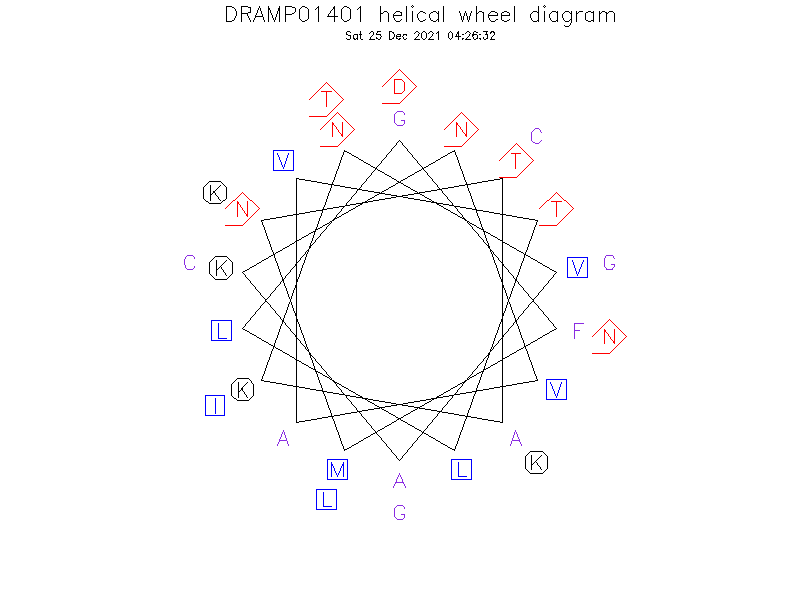 DRAMP01401 helical wheel diagram
Sat 25 Dec 2021 04:26:32
D
T
G
N
N
C
V
T
K
N
T
C
K
V
G
L
F
N
I
K
V
A
A
M
L
K
A
L
G